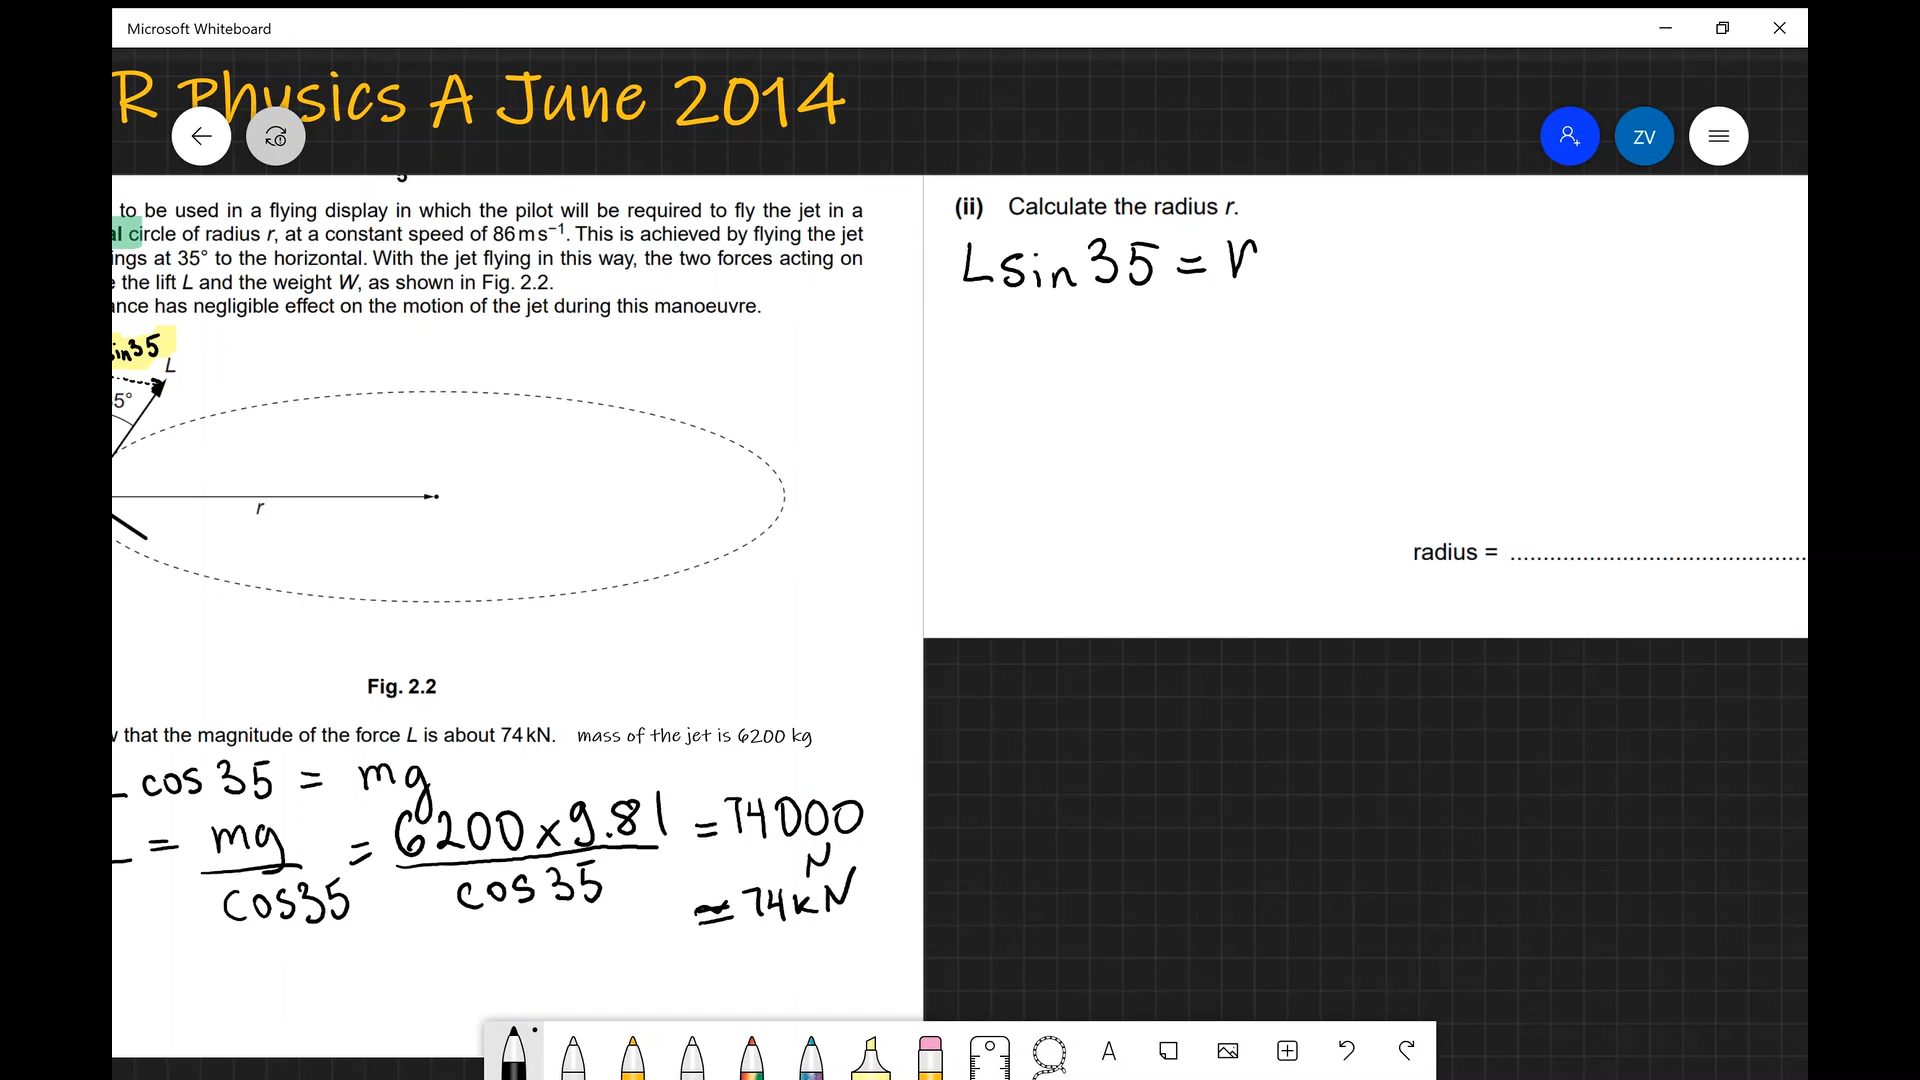 Microsoft Whiteboard
R Physics A June 2014
ZV
to be used in a flying display in which the pilot will be required to fly the jet in a
al circle of radius r, at a constant speed of 86 m s⁻¹. This is achieved by flying the jet
ings at 35° to the horizontal. With the jet flying in this way, the two forces acting on
e the lift L and the weight W, as shown in Fig. 2.2.
ance has negligible effect on the motion of the jet during this manoeuvre.
sin35
L
5°
r
Fig. 2.2
that the magnitude of the force L is about 74 kN. mass of the jet is 6200 kg
cos 35 = mg
= mg / cos35 = 6200 x 9.81 / cos 35 = 74000 N
≃ 74kN
(ii) Calculate the radius r.
L sin 35 =
radius = ............................................
A